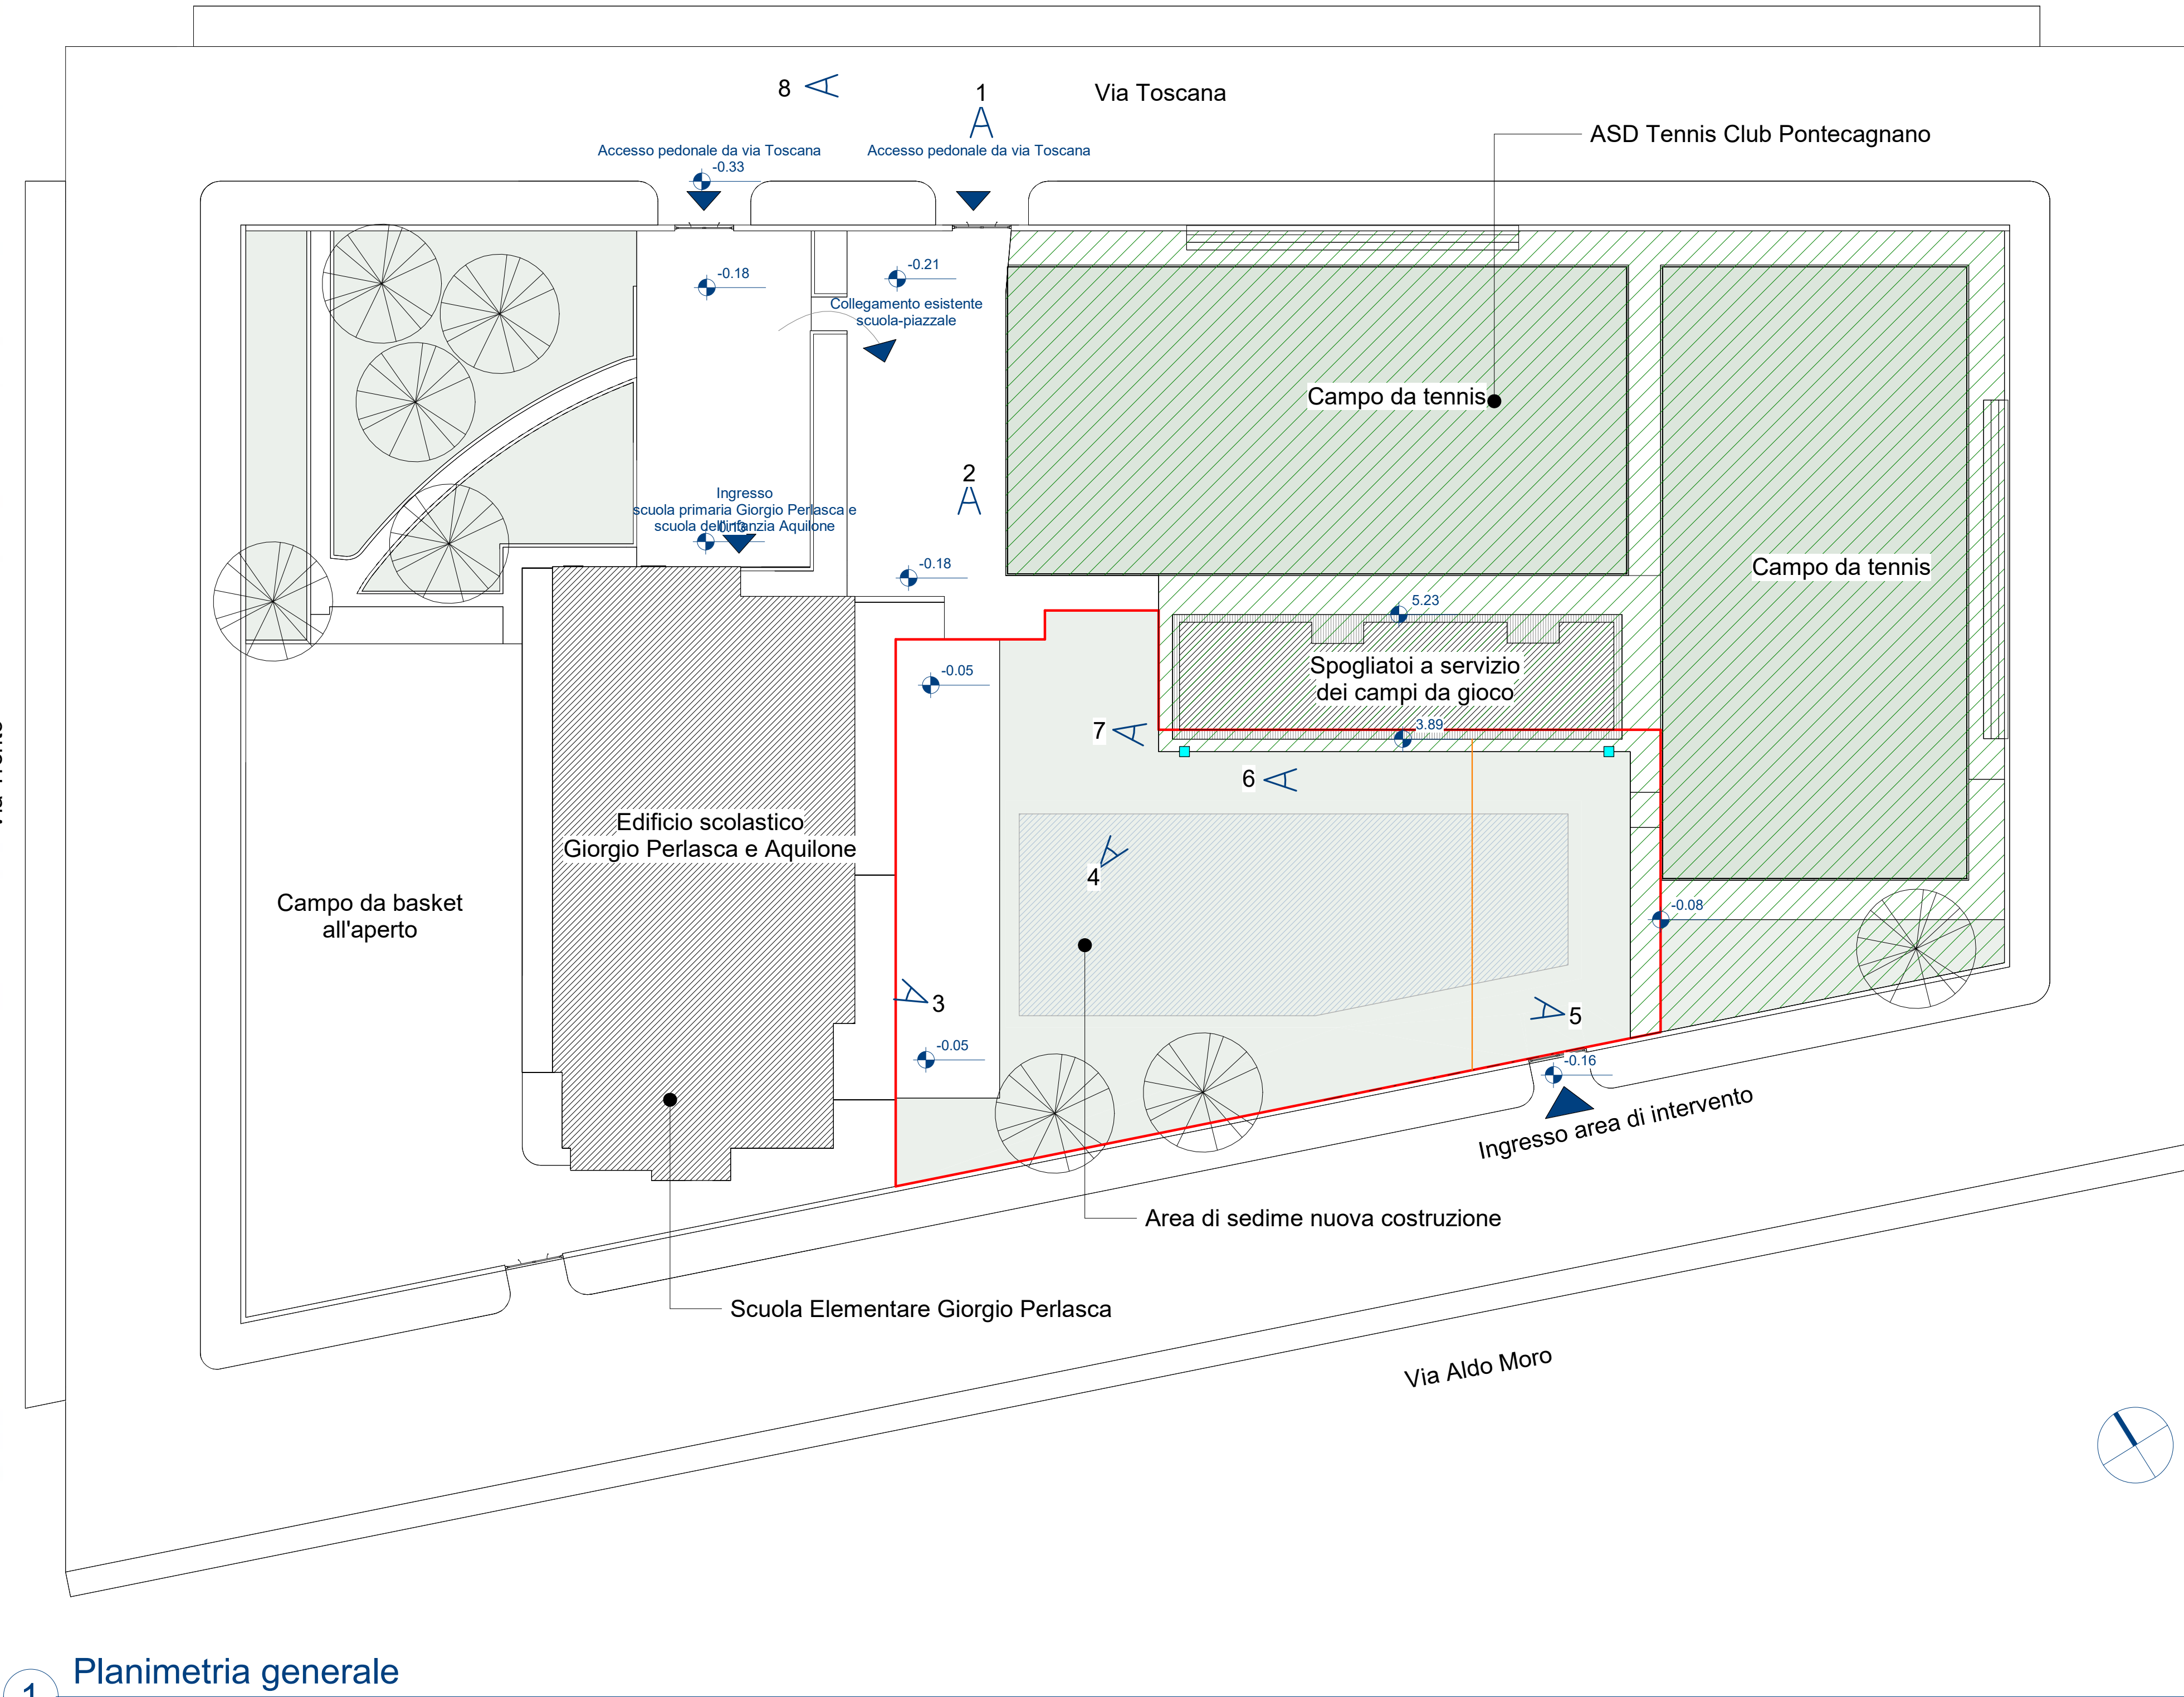 8
1
Via Toscana
ASD Tennis Club Pontecagnano
Accesso pedonale da via Toscana
-0.33
Accesso pedonale da via Toscana
-0.18
-0.21
Collegamento esistente
scuola-piazzale
Campo da tennis
2
Ingresso
scuola primaria Giorgio Perlasca e
scuola dell'infanzia Aquilone
-0.18
Campo da tennis
5.23
Spogliatoi a servizio
dei campi da gioco
-0.05
7
3.89
6
Edificio scolastico
Giorgio Perlasca e Aquilone
4
Campo da basket
all'aperto
-0.08
3
5
-0.05
-0.16
Ingresso area di intervento
Area di sedime nuova costruzione
Scuola Elementare Giorgio Perlasca
Via Aldo Moro
Planimetria generale
1